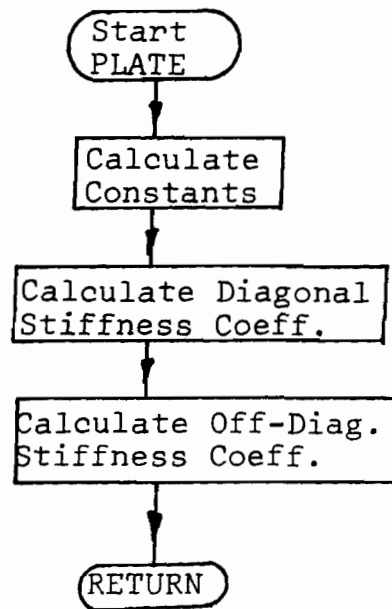 Start
PLATE
Calculate
Constants
Calculate Diagonal
Stiffness Coeff.
Calculate Off-Diag.
Stiffness Coeff.
RETURN